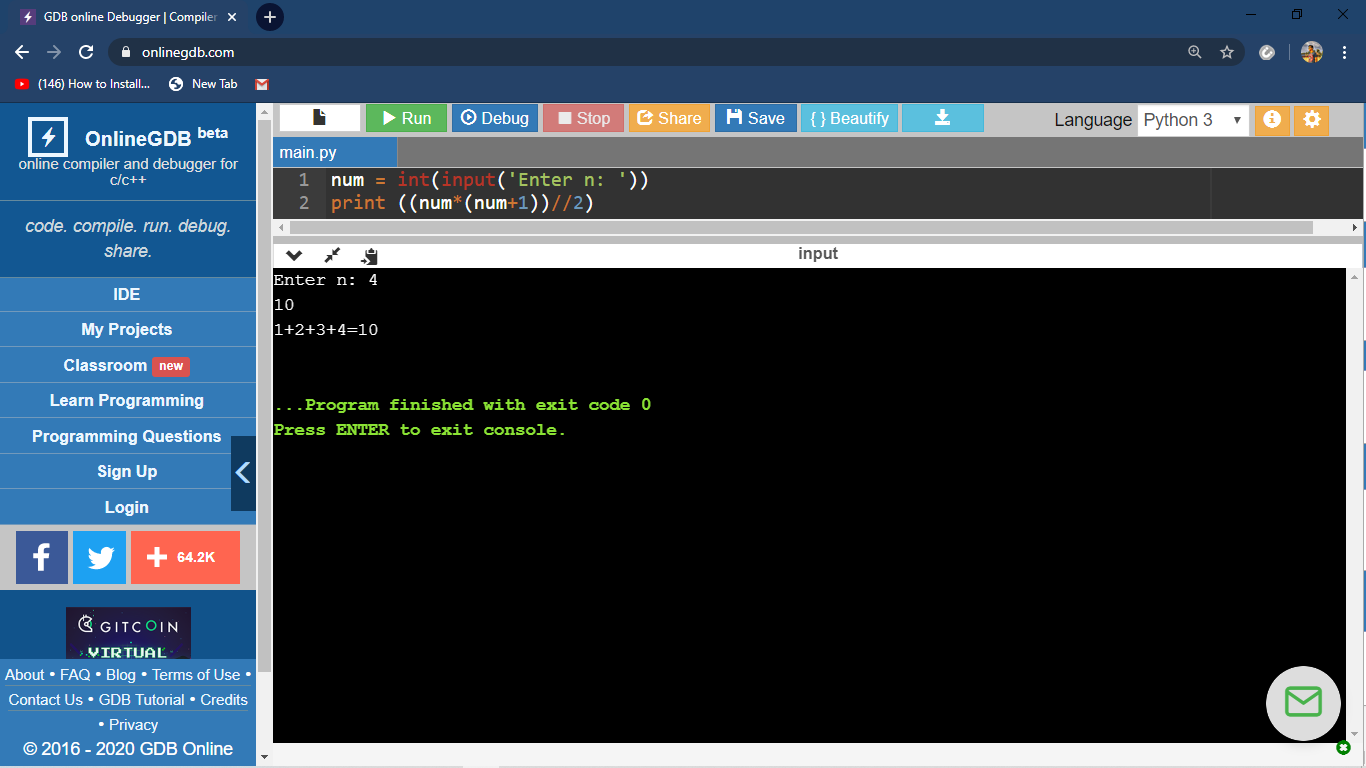 GDB online Debugger | Compiler
onlinegdb.com
(146) How to Install... New Tab
OnlineGDB beta
online compiler and debugger for
c/c++
code. compile. run. debug.
share.
IDE
My Projects
Classroom new
Learn Programming
Programming Questions
Sign Up
Login
64.2K
GITCOIN
VIRTUAL
About • FAQ • Blog • Terms of Use •
Contact Us • GDB Tutorial • Credits
• Privacy
© 2016 - 2020 GDB Online
Run Debug Stop Share Save { } Beautify Language Python 3
main.py
1 num = int(input('Enter n: '))
2 print ((num*(num+1))//2)
input
Enter n: 4
10
1+2+3+4=10
...Program finished with exit code 0
Press ENTER to exit console.